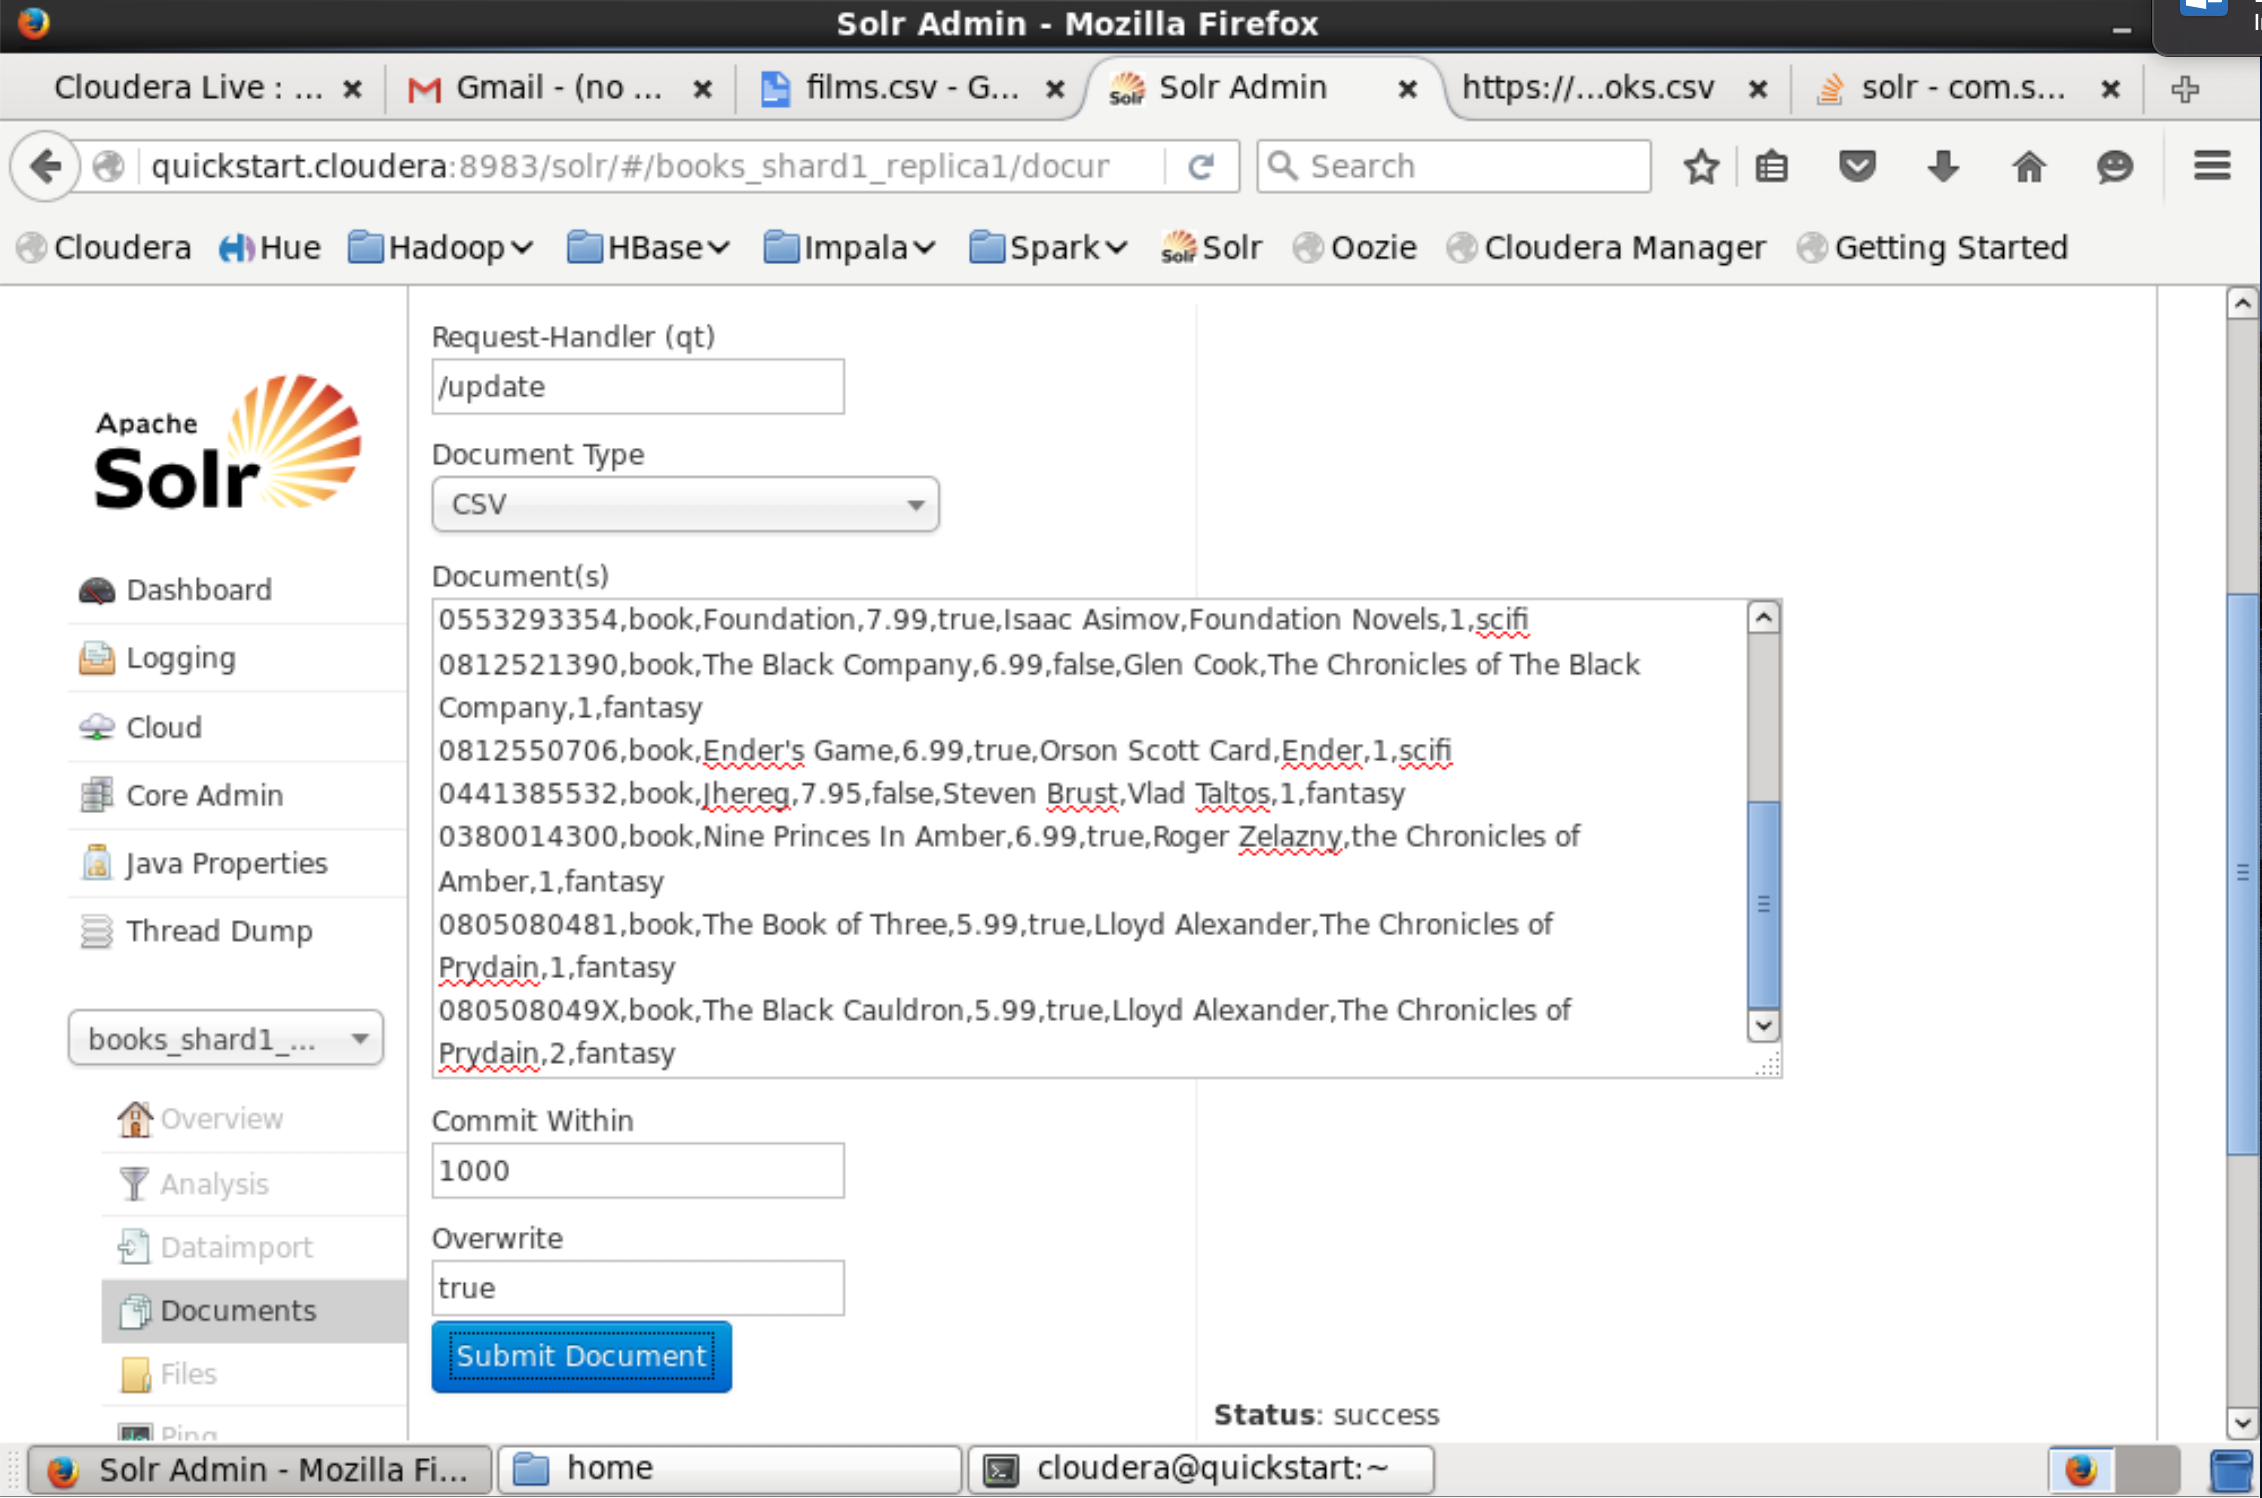 Solr Admin - Mozilla Firefox
Cloudera Live : ...
Gmail - (no ...
films.csv - G...
Solr Admin
https://...oks.csv
solr - com.s...
quickstart.cloudera:8983/solr/#/books_shard1_replica1/docur
Search
Cloudera
Hue
Hadoop
HBase
Impala
Spark
Solr
Oozie
Cloudera Manager
Getting Started
Apache
Solr
Dashboard
Logging
Cloud
Core Admin
Java Properties
Thread Dump
books_shard1_...
Overview
Analysis
Dataimport
Documents
Files
Ping
Request-Handler (qt)
/update
Document Type
CSV
Document(s)
0553293354,book,Foundation,7.99,true,Isaac Asimov,Foundation Novels,1,scifi
0812521390,book,The Black Company,6.99,false,Glen Cook,The Chronicles of The Black
Company,1,fantasy
0812550706,book,Ender's Game,6.99,true,Orson Scott Card,Ender,1,scifi
0441385532,book,Jhereg,7.95,false,Steven Brust,Vlad Taltos,1,fantasy
0380014300,book,Nine Princes In Amber,6.99,true,Roger Zelazny,the Chronicles of
Amber,1,fantasy
0805080481,book,The Book of Three,5.99,true,Lloyd Alexander,The Chronicles of
Prydain,1,fantasy
080508049X,book,The Black Cauldron,5.99,true,Lloyd Alexander,The Chronicles of
Prydain,2,fantasy
Commit Within
1000
Overwrite
true
Submit Document
Status: success
Solr Admin - Mozilla Fi...
home
cloudera@quickstart:~